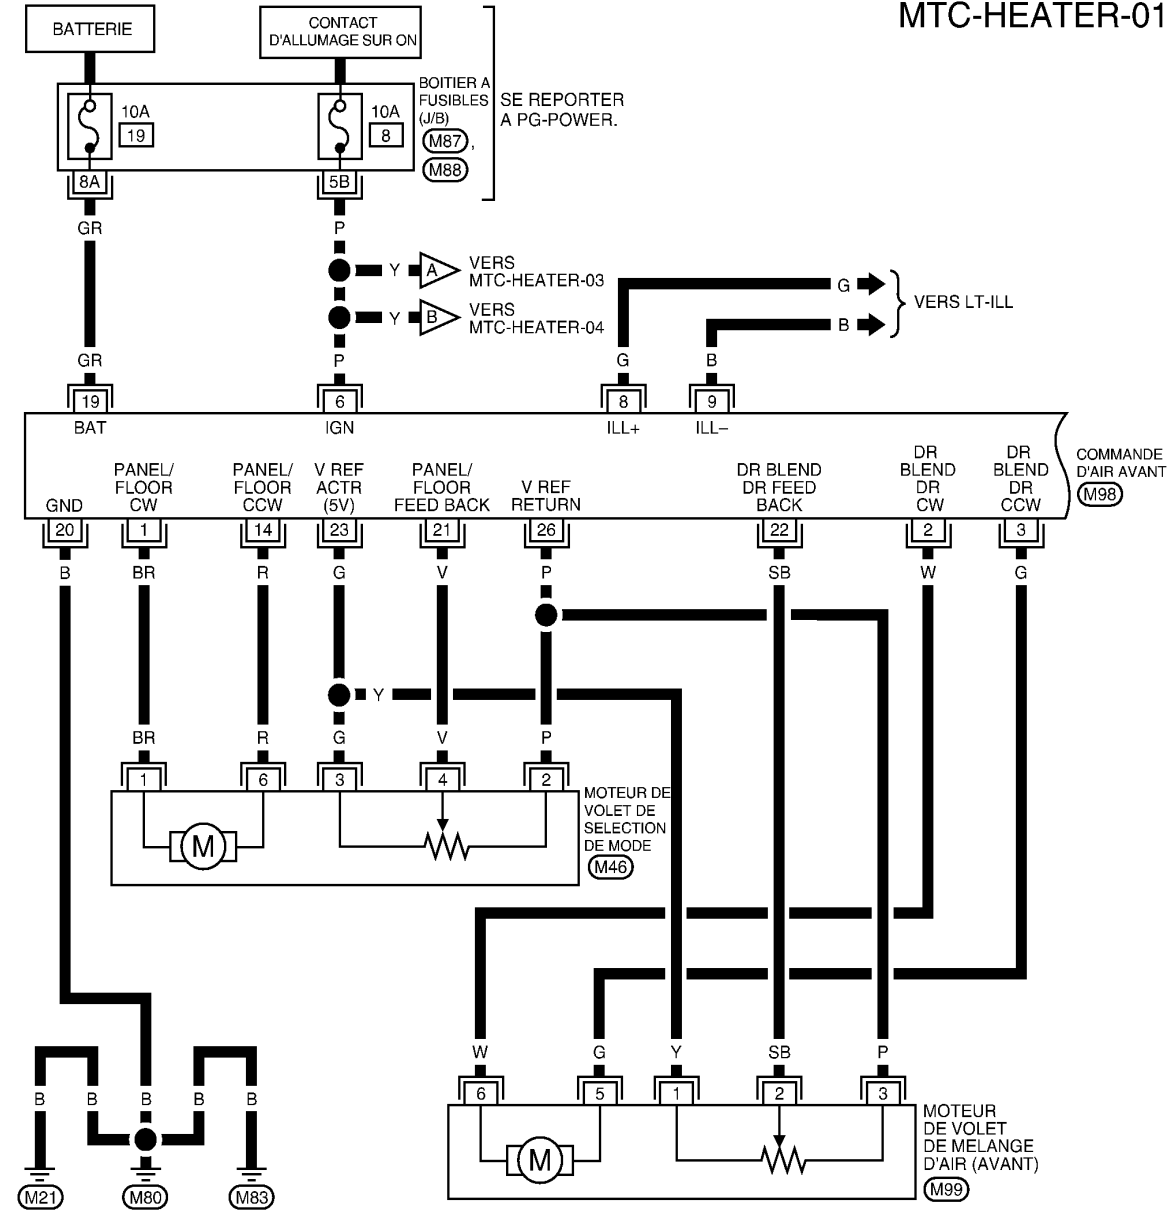 MTC-HEATER-01
BATTERIE
CONTACT
D'ALLUMAGE SUR ON
BOITIER A
FUSIBLES
(J/B)
M87,
M88
SE REPORTER
A PG-POWER.
10A
19
10A
8
8A
5B
GR
P
Y
A
VERS
MTC-HEATER-03
Y
B
VERS
MTC-HEATER-04
G
B
VERS LT-ILL
GR
P
G
B
19
6
8
9
BAT
IGN
ILL+
ILL–
COMMANDE
D'AIR AVANT
M98
GND
PANEL/
FLOOR
CW
PANEL/
FLOOR
CCW
V REF
ACTR
(5V)
PANEL/
FLOOR
FEED BACK
V REF
RETURN
DR BLEND
DR FEED
BACK
DR
BLEND
DR
CW
DR
BLEND
DR
CCW
20
1
14
23
21
26
22
2
3
B
BR
R
G
V
P
SB
W
G
Y
BR
R
G
V
P
1
6
3
4
2
M
MOTEUR DE
VOLET DE
SELECTION
DE MODE
M46
W
G
Y
SB
P
6
5
1
2
3
M
MOTEUR
DE VOLET
DE MELANGE
D'AIR (AVANT)
M99
B
B
B
B
B
M21
M80
M83